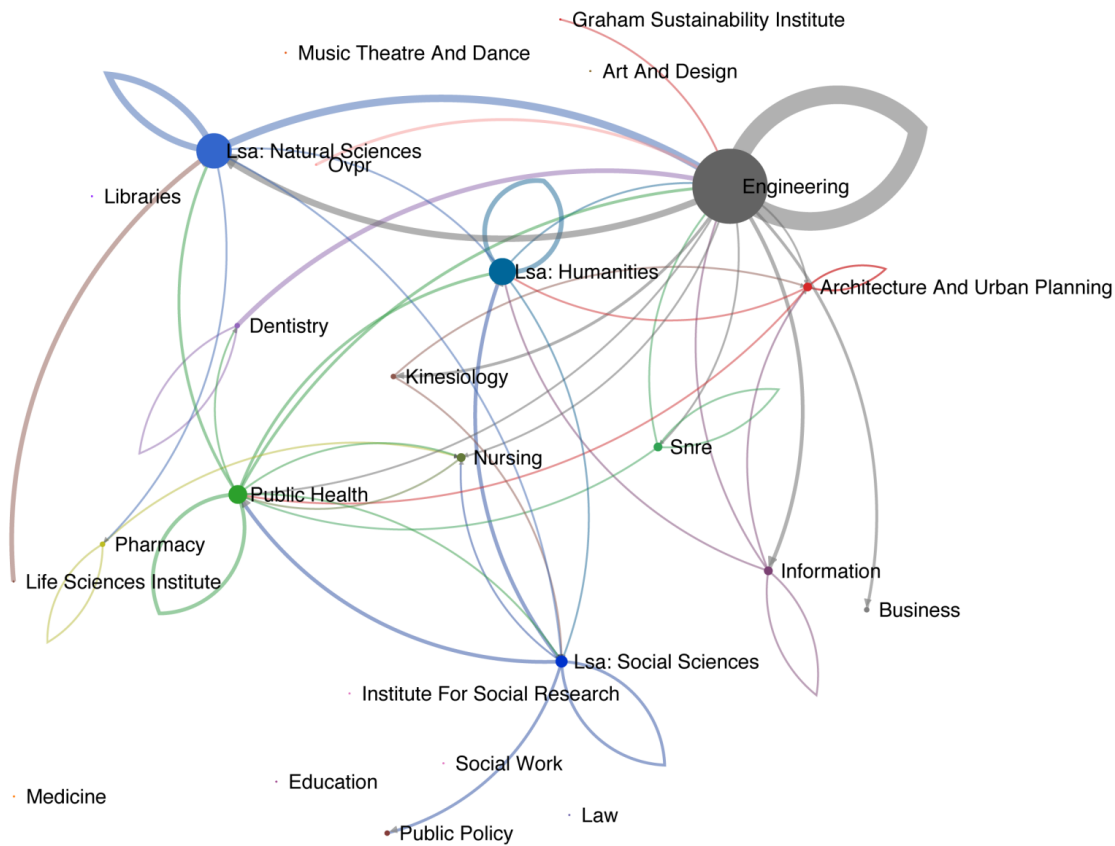 Graham Sustainability Institute
Music Theatre And Dance
Art And Design
Lsa: Natural Sciences
Ovpr
Engineering
Libraries
Lsa: Humanities
Architecture And Urban Planning
Dentistry
Kinesiology
Snre
Nursing
Public Health
Pharmacy
Information
Life Sciences Institute
Business
Lsa: Social Sciences
Institute For Social Research
Social Work
Education
Medicine
Law
Public Policy